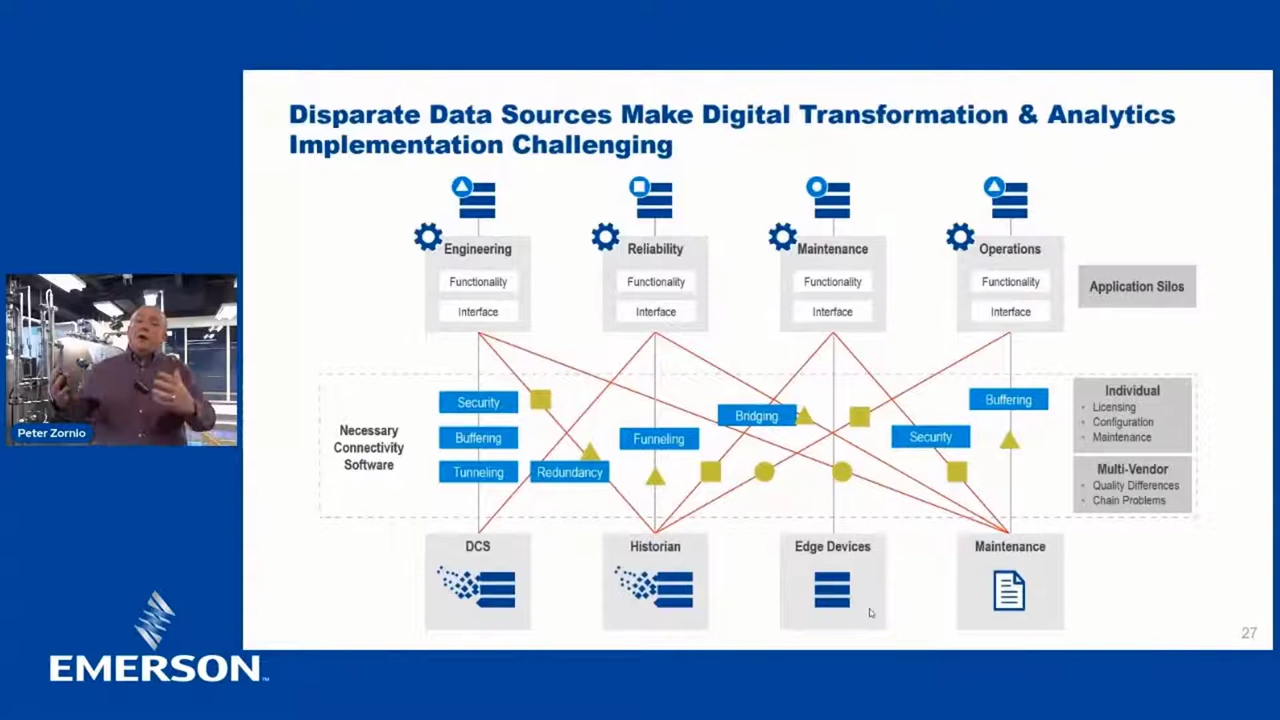 Disparate Data Sources Make Digital Transformation & Analytics
Implementation Challenging
Engineering
Functionality
Interface
Reliability
Functionality
Interface
Maintenance
Functionality
Interface
Operations
Functionality
Interface
Application Silos
Necessary
Connectivity
Software
Security
Buffering
Tunneling
Redundancy
Funneling
Bridging
Security
Buffering
Individual
Licensing
Configuration
Maintenance
Multi-Vendor
Quality Differences
Chain Problems
DCS
Historian
Edge Devices
Maintenance
27
Peter Zornio
EMERSON
TM